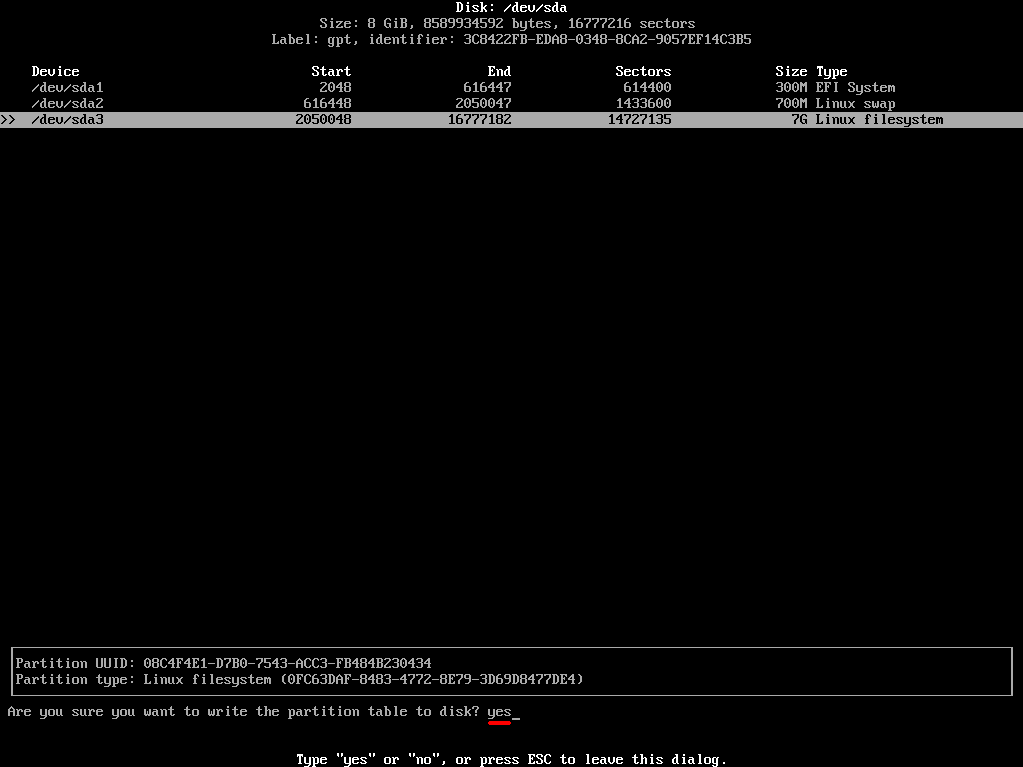 Disk: /dev/sda
Size: 8 GiB, 8589934592 bytes, 16777216 sectors
Label: gpt, identifier: 3C8422FB-EDA8-0348-8CA2-9057EF14C3B5
Device Start End Sectors Size Type
/dev/sda1 2048 616447 614400 300M EFI System
/dev/sda2 616448 2050047 1433600 700M Linux swap
>> /dev/sda3 2050048 16777182 14727135 7G Linux filesystem
Partition UUID: 08C4F4E1-D7B0-7543-ACC3-FB484B230434
Partition type: Linux filesystem (0FC63DAF-8483-4772-8E79-3D69D8477DE4)
Are you sure you want to write the partition table to disk? yes_
Type "yes" or "no", or press ESC to leave this dialog.